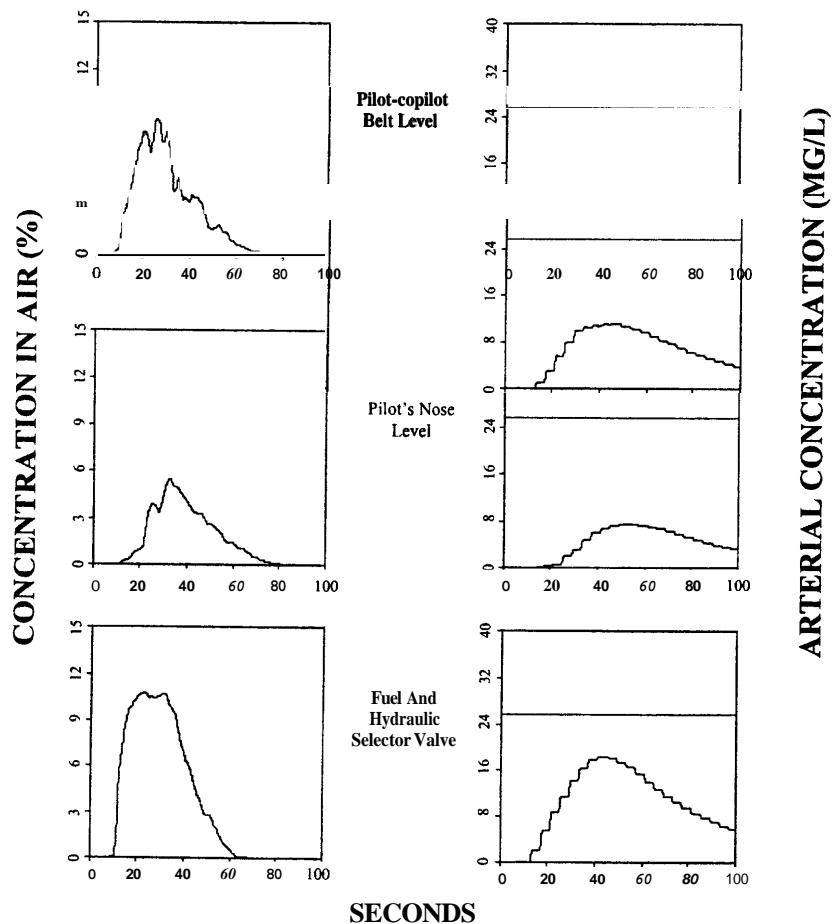 CONCENTRATION IN AIR (%)
15
12
m
0
0 20 40 60 80 100
Pilot-copilot
Belt Level
40
32
24
16
24
16
8
0
0 20 40 60 80 100
15
12
9
6
3
0
0 20 40 60 80 100
Pilot's Nose
Level
24
16
8
0
0 20 40 60 80 100
15
12
9
6
3
0
0 20 40 60 80 100
Fuel And
Hydraulic
Selector Valve
40
32
24
16
8
0
0 20 40 60 80 100
ARTERIAL CONCENTRATION (MG/L)
SECONDS